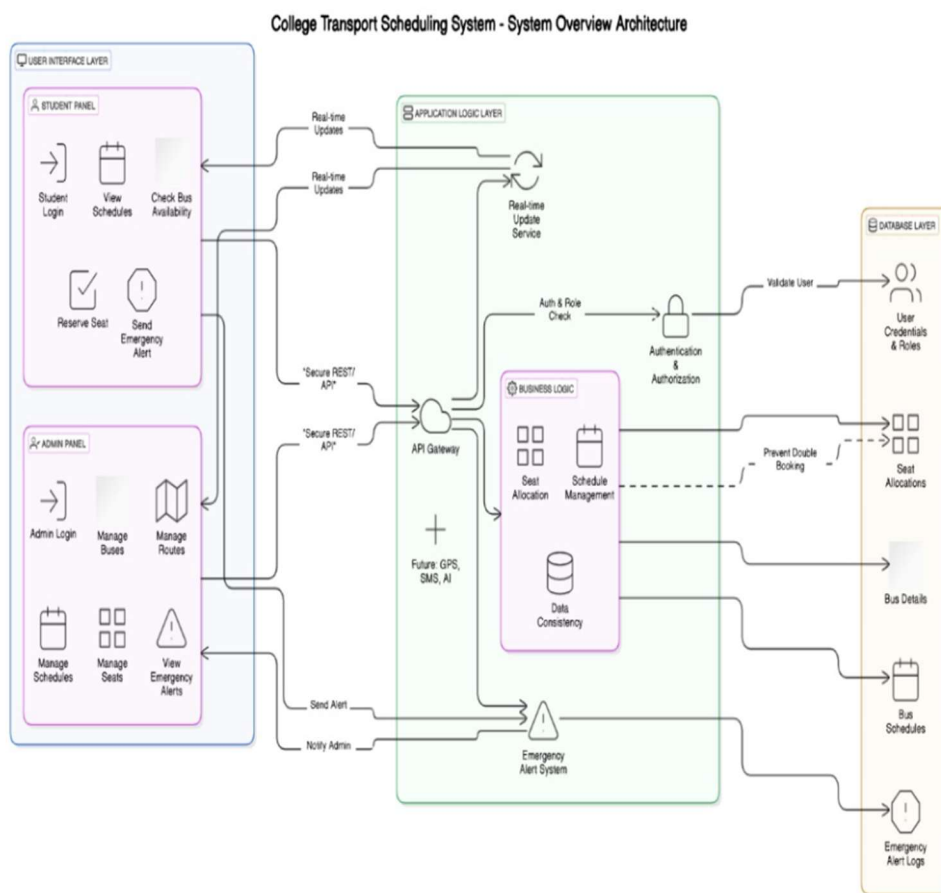 College Transport Scheduling System - System Overview Architecture
USER INTERFACE LAYER
STUDENT PANEL
Student
Login
View
Schedules
Check Bus
Availability
Reserve Seat
Send
Emergency
Alert
ADMIN PANEL
Admin Login
Manage
Buses
Manage
Routes
Manage
Schedules
Manage
Seats
View
Emergency
Alerts
Real-time
Updates
Real-time
Updates
"Secure REST/
API"
"Secure REST/
API"
Send Alert
Notify Admin
APPLICATION LOGIC LAYER
Real-time
Update
Service
Auth & Role
Check
Authentication
&
Authorization
API Gateway
Future: GPS,
SMS, AI
BUSINESS LOGIC
Seat
Allocation
Schedule
Management
Data
Consistency
Emergency
Alert System
Validate User
Prevent Double
Booking
DATABASE LAYER
User
Credentials
& Roles
Seat
Allocations
Bus Details
Bus
Schedules
Emergency
Alert Logs